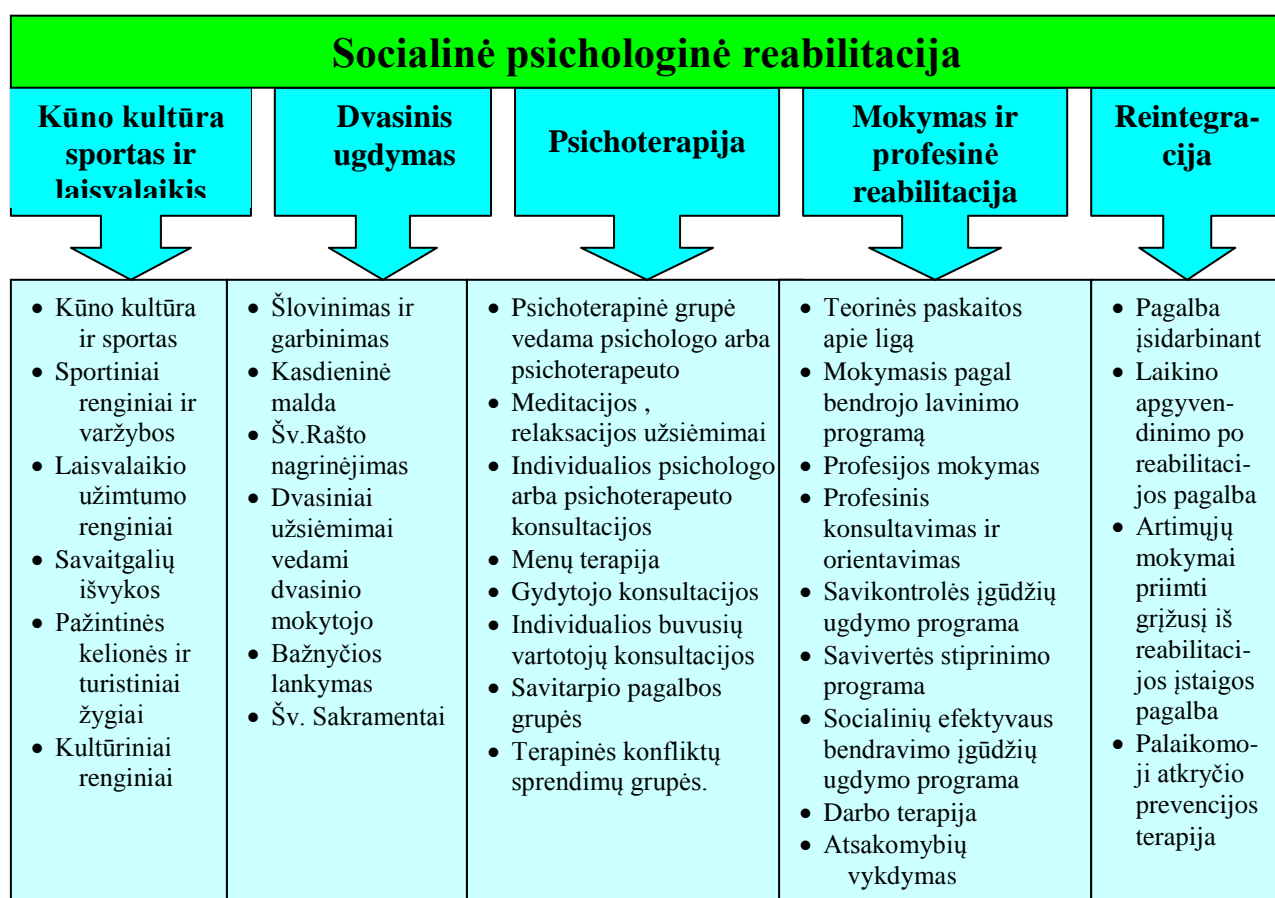 Socialinė psichologinė reabilitacija
Kūno kultūra
sportas ir
laisvalaikis
Dvasinis
ugdymas
Psichoterapija
Mokymas ir
profesinė
reabilitacija
Reintegra-
cija
• Kūno kultūra
ir sportas
• Sportiniai
renginiai ir
varžybos
• Laisvalaikio
užimtumo
renginiai
• Savaitgalių
išvykos
• Pažintinės
kelionės ir
turistiniai
žygiai
• Kultūriniai
renginiai
• Šlovinimas ir
garbinimas
• Kasdieninė
malda
• Šv.Rašto
nagrinėjimas
• Dvasiniai
užsiėmimai
vedami
dvasinio
mokytojo
• Bažnyčios
lankymas
• Šv. Sakramentai
• Psichoterapinė grupė
vedama psichologo arba
psichoterapeuto
• Meditacijos ,
relaksacijos užsiėmimai
• Individualios psichologo
arba psichoterapeuto
konsultacijos
• Menų terapija
• Gydytojo konsultacijos
• Individualios buvusių
vartotojų konsultacijos
• Savitarpio pagalbos
grupės
• Terapinės konfliktų
sprendimų grupės.
• Teorinės paskaitos
apie ligą
• Mokymasis pagal
bendrojo lavinimo
programą
• Profesijos mokymas
• Profesinis
konsultavimas ir
orientavimas
• Savikontrolės įgūdžių
ugdymo programa
• Savivertės stiprinimo
programa
• Socialinių efektyvaus
bendravimo įgūdžių
ugdymo programa
• Darbo terapija
• Atsakomybių
vykdymas
• Pagalba
įsidarbinant
• Laikino
apgyven-
dinimo po
reabilitaci-
jos pagalba
• Artimųjų
mokymai
priimti
grįžusį iš
reabilitaci-
jos įstaigos
pagalba
• Palaikomo-
ji atkryčio
prevencijos
terapija